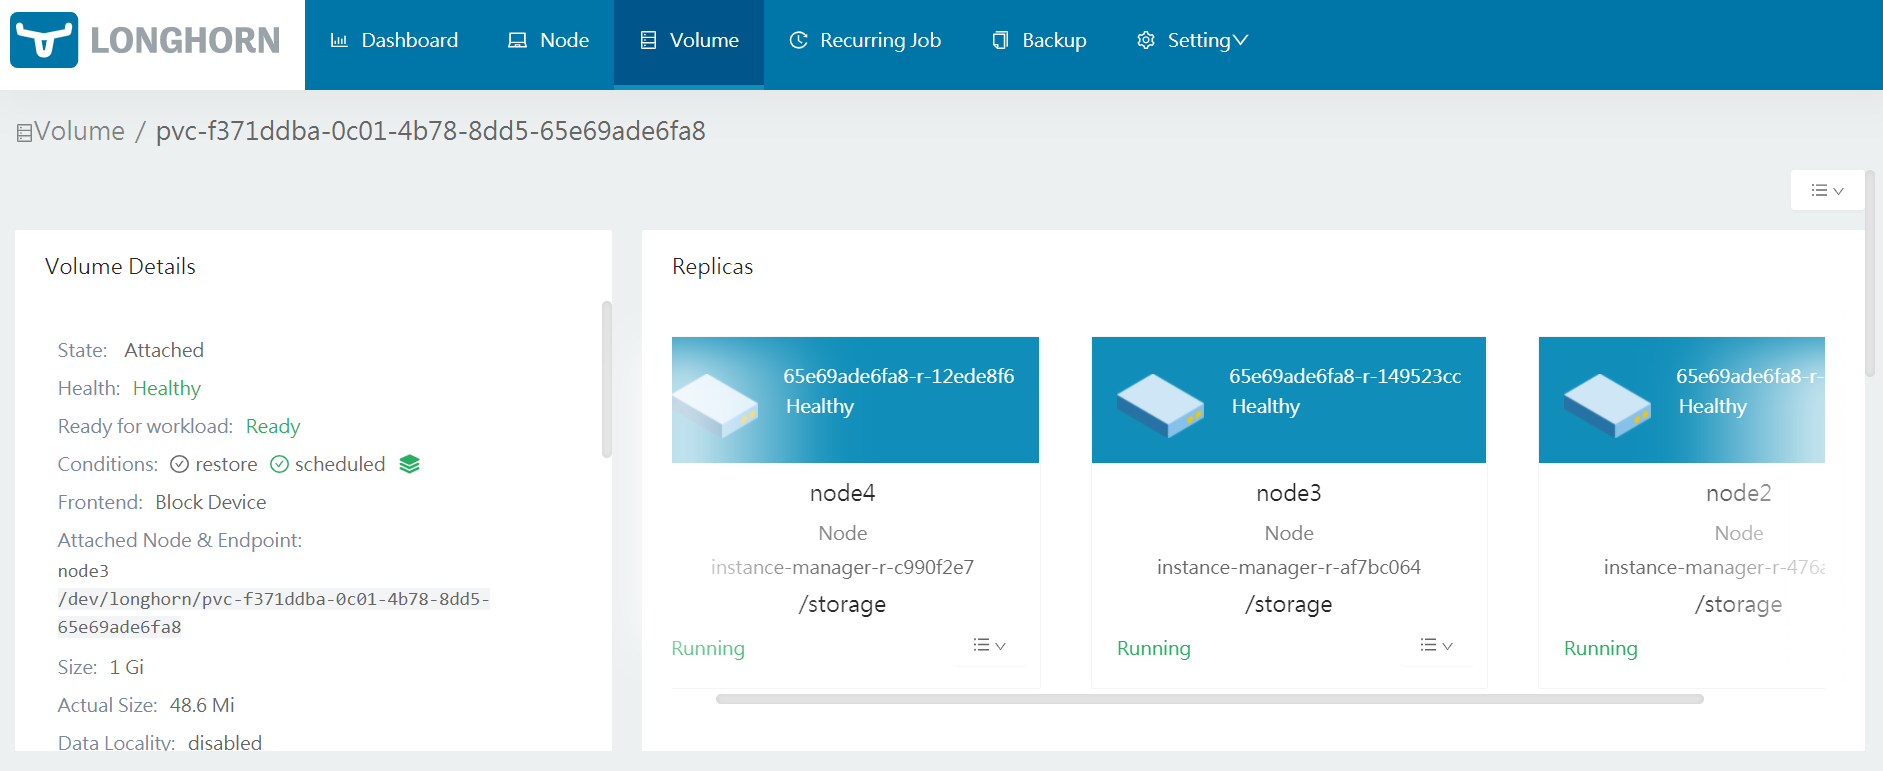 LONGHORN
Dashboard
Node
Volume
Recurring Job
Backup
Setting
Volume / pvc-f371ddba-0c01-4b78-8dd5-65e69ade6fa8
Volume Details
State: Attached
Health: Healthy
Ready for workload: Ready
Conditions: restore scheduled
Frontend: Block Device
Attached Node & Endpoint:
node3
/dev/longhorn/pvc-f371ddba-0c01-4b78-8dd5-
65e69ade6fa8
Size: 1 Gi
Actual Size: 48.6 Mi
Data Locality: disabled
Replicas
65e69ade6fa8-r-12ede8f6
Healthy
node4
Node
instance-manager-r-c990f2e7
/storage
Running
65e69ade6fa8-r-149523cc
Healthy
node3
Node
instance-manager-r-af7bc064
/storage
Running
65e69ade6fa8-r-
Healthy
node2
Node
instance-manager-r-476a
/storage
Running